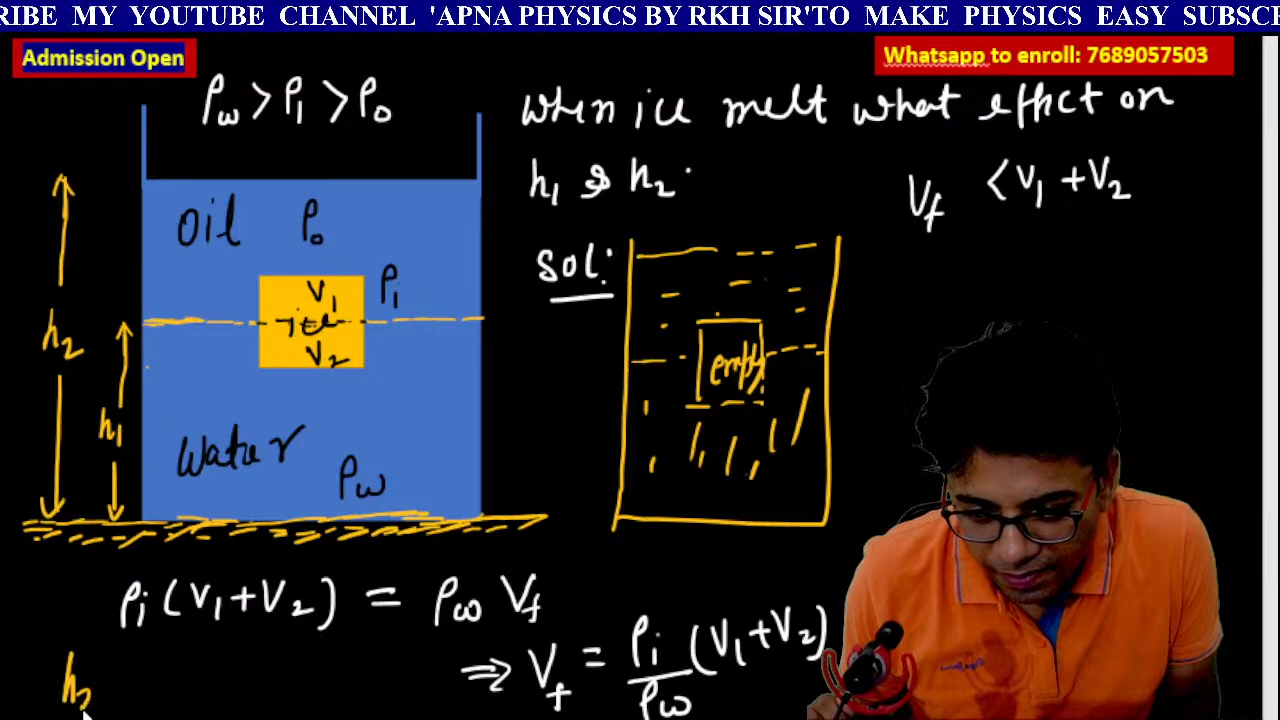 RIBE MY YOUTUBE CHANNEL 'APNA PHYSICS BY RKH SIR'TO MAKE PHYSICS EASY SUBSC
Admission Open
Whatsapp to enroll: 7689057503
ρw > ρi > ρo
when ice melt what effect on
h1 & h2.
Vf < V1 + V2
Oil ρo
sol:
V1
ρi
ice
V2
h2
h1
empty
Water
ρw
ρi (V1 + V2) = ρw Vf
⇒ Vf = ρi/ρw (V1 + V2)
h2